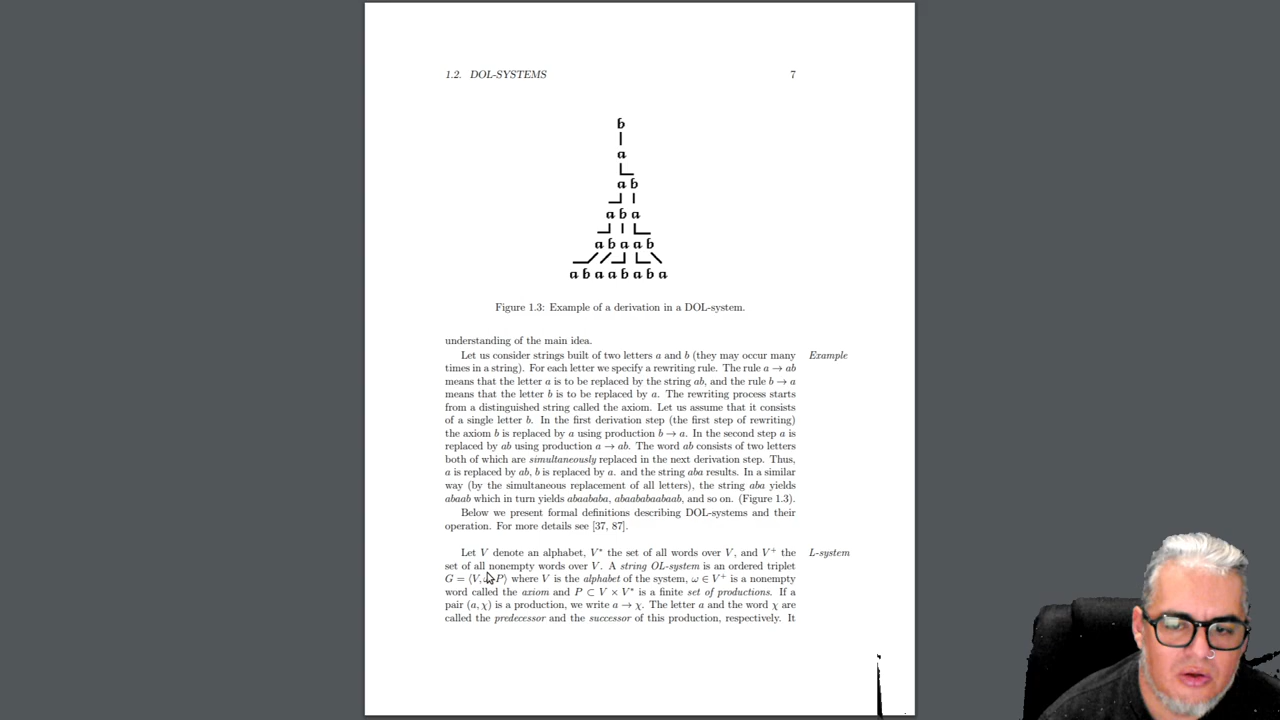 1.2. DOL-SYSTEMS 7
b
a
a b
a b a
a b a a b
a b a a b a b a
Figure 1.3: Example of a derivation in a DOL-system.
understanding of the main idea.
Let us consider strings built of two letters a and b (they may occur many Example
times in a string). For each letter we specify a rewriting rule. The rule a → ab
means that the letter a is to be replaced by the string ab, and the rule b → a
means that the letter b is to be replaced by a. The rewriting process starts
from a distinguished string called the axiom. Let us assume that it consists
of a single letter b. In the first derivation step (the first step of rewriting)
the axiom b is replaced by a using production b → a. In the second step a is
replaced by ab using production a → ab. The word ab consists of two letters
both of which are simultaneously replaced in the next derivation step. Thus,
a is replaced by ab, b is replaced by a. and the string aba results. In a similar
way (by the simultaneous replacement of all letters), the string aba yields
abaab which in turn yields abaababa, abaababaabaab, and so on. (Figure 1.3).
Below we present formal definitions describing DOL-systems and their
operation. For more details see [37, 87].
Let V denote an alphabet, V* the set of all words over V, and V⁺ the L-system
set of all nonempty words over V. A string OL-system is an ordered triplet
G = ⟨V, P⟩ where V is the alphabet of the system, ω ∈ V⁺ is a nonempty
word called the axiom and P ⊂ V × V* is a finite set of productions. If a
pair (a, χ) is a production, we write a → χ. The letter a and the word χ are
called the predecessor and the successor of this production, respectively. It